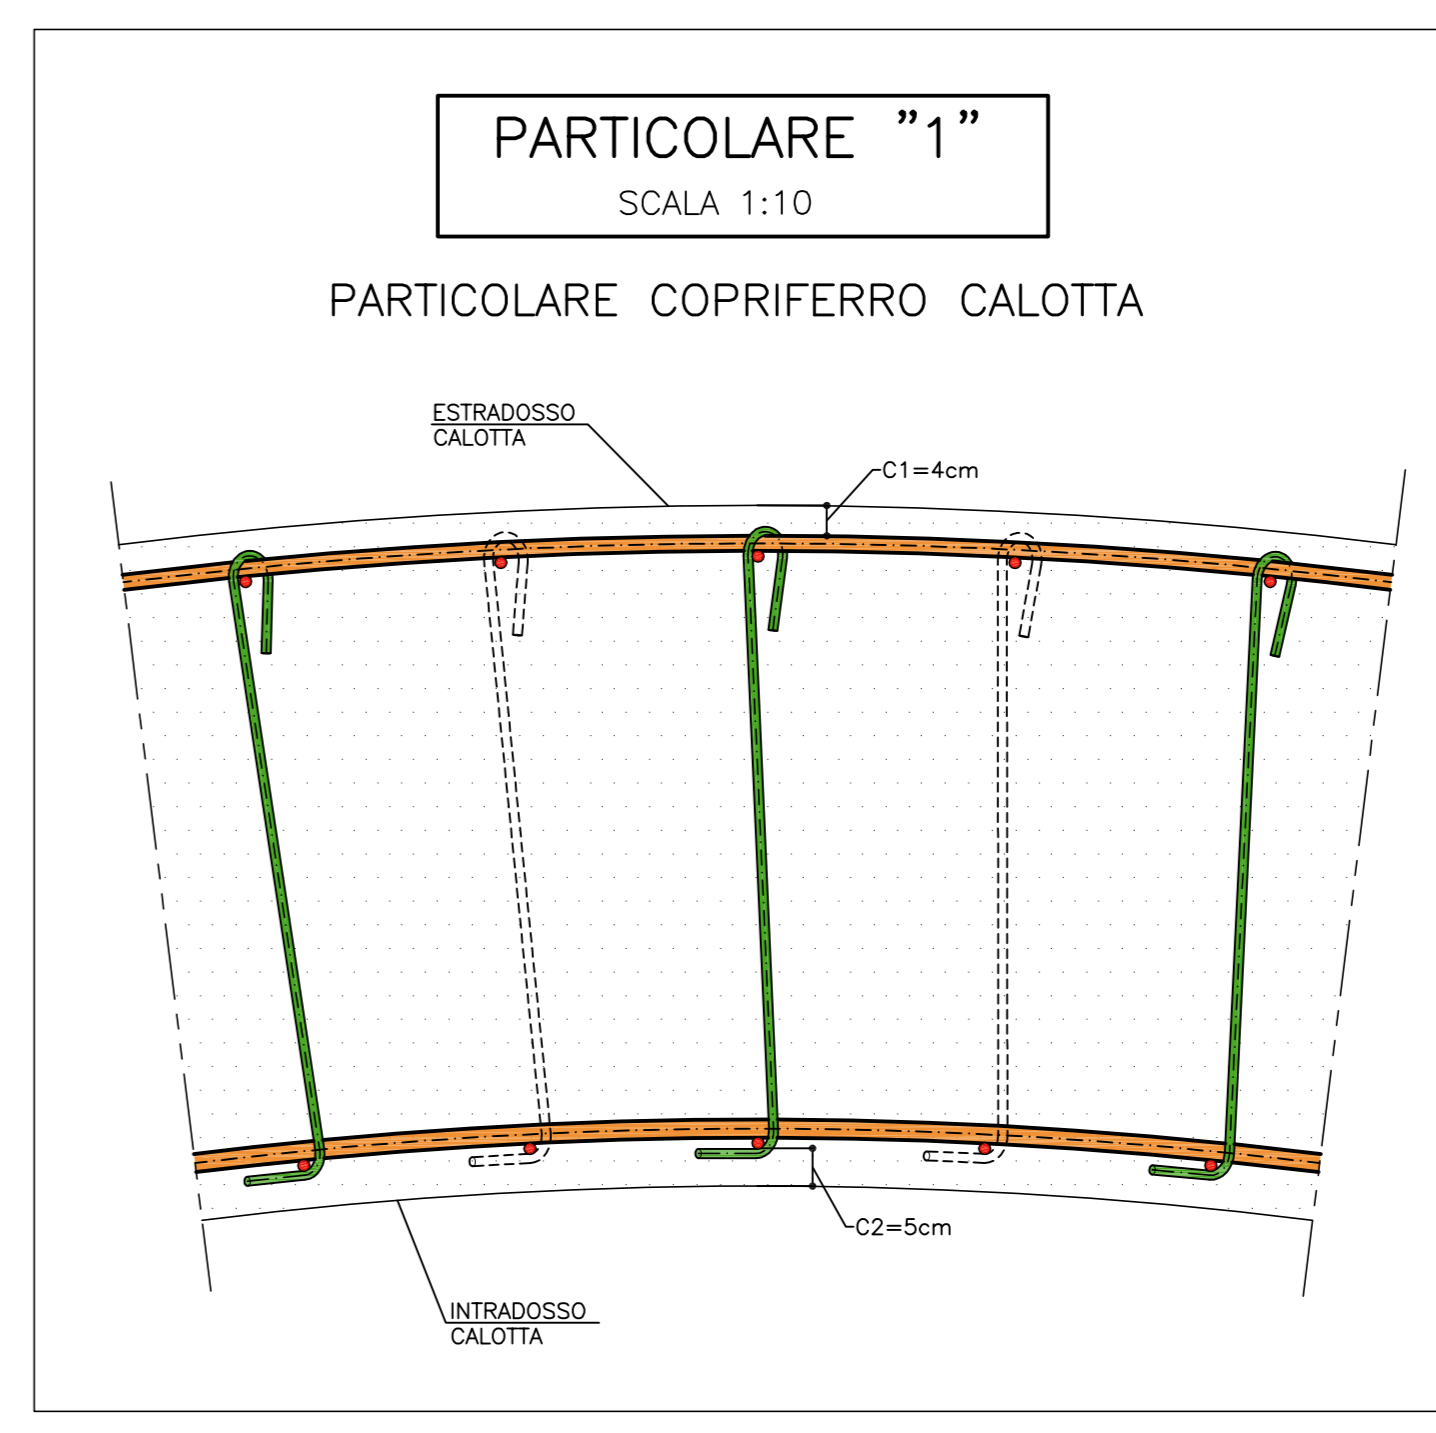 PARTICOLARE "1"
SCALA 1:10
PARTICOLARE COPRIFERRO CALOTTA
ESTRADOSSO
CALOTTA
C1=4cm
C2=5cm
INTRADOSSO
CALOTTA